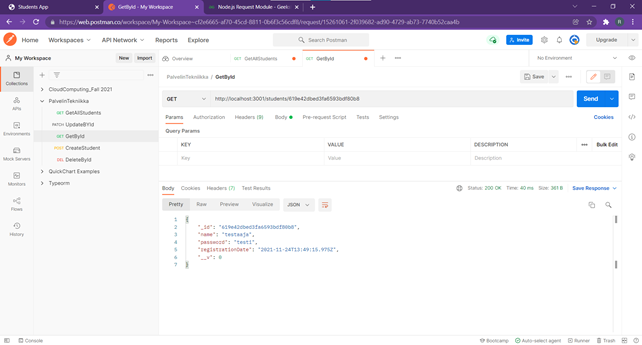 Students App
GetById - My Workspace
Node.js Request Module - Geeks
https://web.postman.co/workspace/My-Workspace~cf2e6665-af70-45cd-8811-0b6f3c56cdf8/request/15261061-2f039682-ad90-4729-ab73-7740b52caa4b
Home Workspaces API Network Reports Explore
Search Postman
Invite Upgrade
My Workspace New Import
Overview GET GetAllStudents GET GetById
No Environment
Collections
APIs
Environments
Mock Servers
Monitors
Flows
History
CloudComputing_Fall 2021
PalvelinTekniikka
GET GetAllStudents
PATCH UpdateBYId
GET GetById
POST CreateStudent
DEL DeleteById
QuickChart Examples
Typeorm
PalvelinTekniikka / GetById
Save
GET http://localhost:3001/students/619e42dbed3fa6593bdf80b8
Send
Params Authorization Headers (8) Body Pre-request Script Tests Settings Cookies
Query Params
KEY VALUE DESCRIPTION Bulk Edit
Key Value Description
Body Cookies Headers (7) Test Results
Status: 200 OK Time: 40 ms Size: 361 B Save Response
Pretty Raw Preview Visualize JSON
1 {
2 "_id": "619e42dbed3fa6593bdf80b8",
3 "name": "testaaja",
4 "password": "testi",
5 "registrationDate": "2021-11-24T13:49:15.975Z",
6 "__v": 0
7 }
Console
Bootcamp Auto-select agent Runner Trash